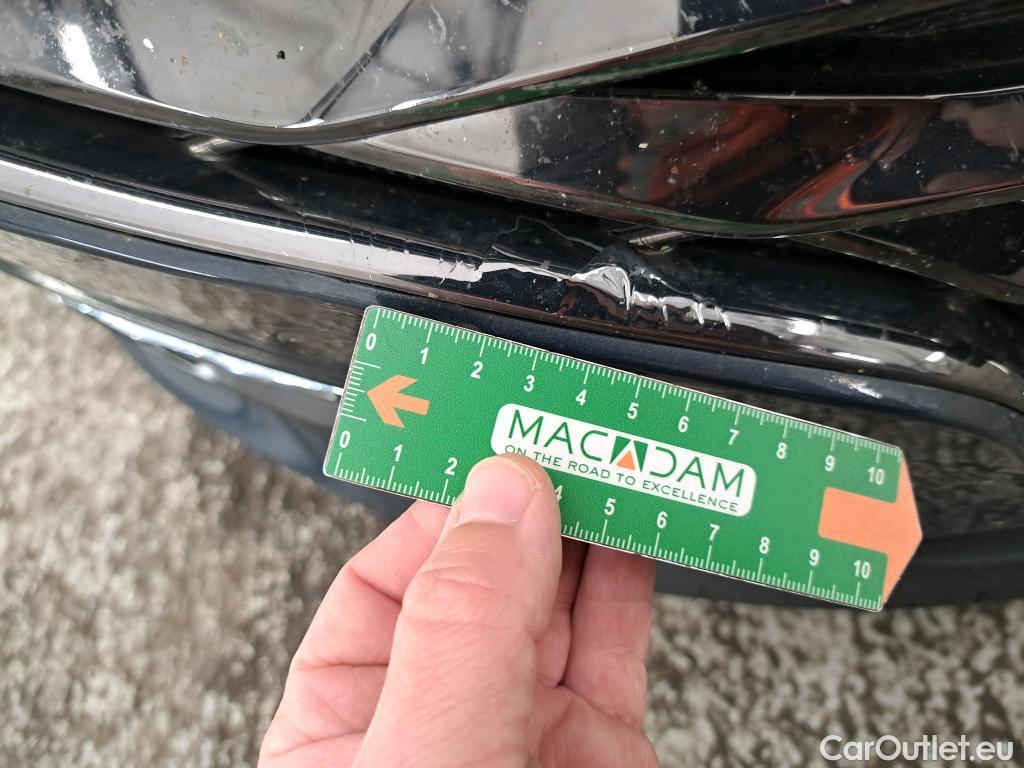 0 1 2 3 4 5 6 7 8 9 10
MACADAM
ON THE ROAD TO EXCELLENCE
0 1 2 4 5 6 7 8 9 10
CarOutlet.eu